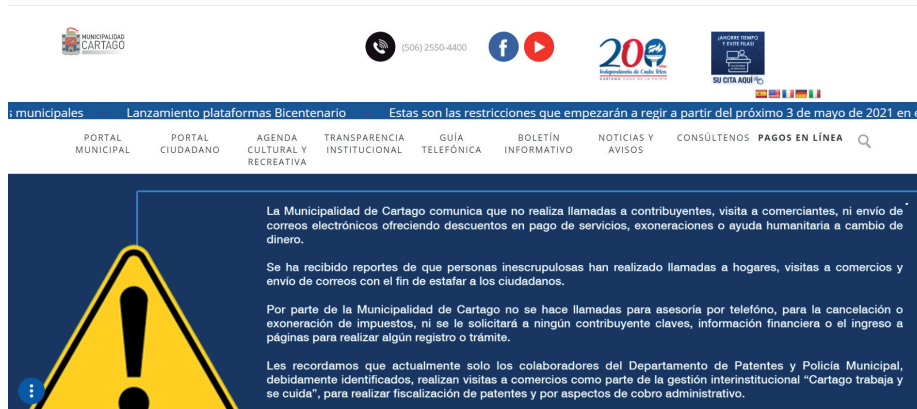 MUNICIPALIDAD
CARTAGO
(506) 2550-4400
200
Independencia de Costa Rica
CARTAGO CUNA DE LA PATRIA
¡AHORRE TIEMPO
Y EVITE FILAS!
SU CITA AQUÍ
s municipales Lanzamiento plataformas Bicentenario Estas son las restricciones que empezarán a regir a partir del próximo 3 de mayo de 2021 en e
PORTAL
MUNICIPAL
PORTAL
CIUDADANO
AGENDA
CULTURAL Y
RECREATIVA
TRANSPARENCIA
INSTITUCIONAL
GUÍA
TELEFÓNICA
BOLETÍN
INFORMATIVO
NOTICIAS Y
AVISOS
CONSÚLTENOS
PAGOS EN LÍNEA
La Municipalidad de Cartago comunica que no realiza llamadas a contribuyentes, visita a comerciantes, ni envío de
correos electrónicos ofreciendo descuentos en pago de servicios, exoneraciones o ayuda humanitaria a cambio de
dinero.
Se ha recibido reportes de que personas inescrupulosas han realizado llamadas a hogares, visitas a comercios y
envío de correos con el fin de estafar a los ciudadanos.
Por parte de la Municipalidad de Cartago no se hace llamadas para asesoría por telefóno, para la cancelación o
exoneración de impuestos, ni se le solicitará a ningún contribuyente claves, información financiera o el ingreso a
páginas para realizar algún registro o trámite.
Les recordamos que actualmente solo los colaboradores del Departamento de Patentes y Policía Municipal,
debidamente identificados, realizan visitas a comercios como parte de la gestión interinstitucional “Cartago trabaja y
se cuida”, para realizar fiscalización de patentes y por aspectos de cobro administrativo.